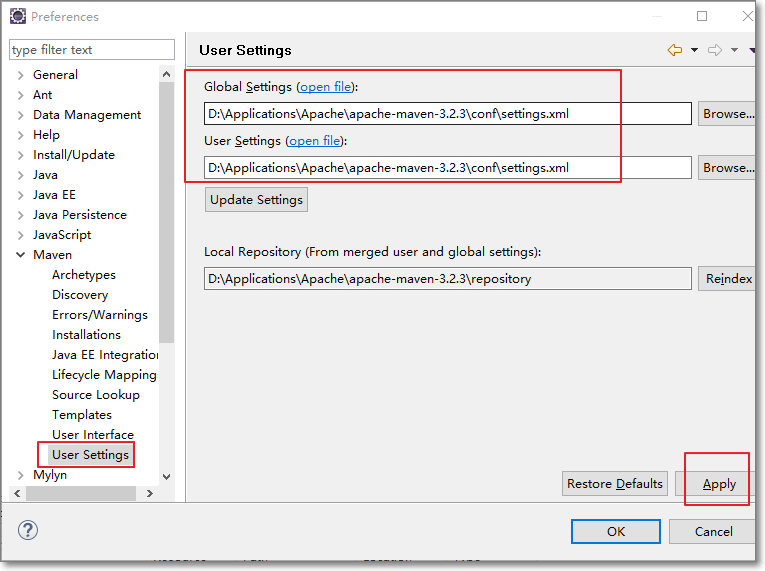 Preferences
type filter text
General
Ant
Data Management
Help
Install/Update
Java
Java EE
Java Persistence
JavaScript
Maven
Archetypes
Discovery
Errors/Warnings
Installations
Java EE Integration
Lifecycle Mapping
Source Lookup
Templates
User Interface
User Settings
Mylyn
User Settings
Global Settings (open file):
D:\Applications\Apache\apache-maven-3.2.3\conf\settings.xml
Browse...
User Settings (open file):
D:\Applications\Apache\apache-maven-3.2.3\conf\settings.xml
Browse...
Update Settings
Local Repository (From merged user and global settings):
D:\Applications\Apache\apache-maven-3.2.3\repository
Reindex
Restore Defaults
Apply
?
OK
Cancel